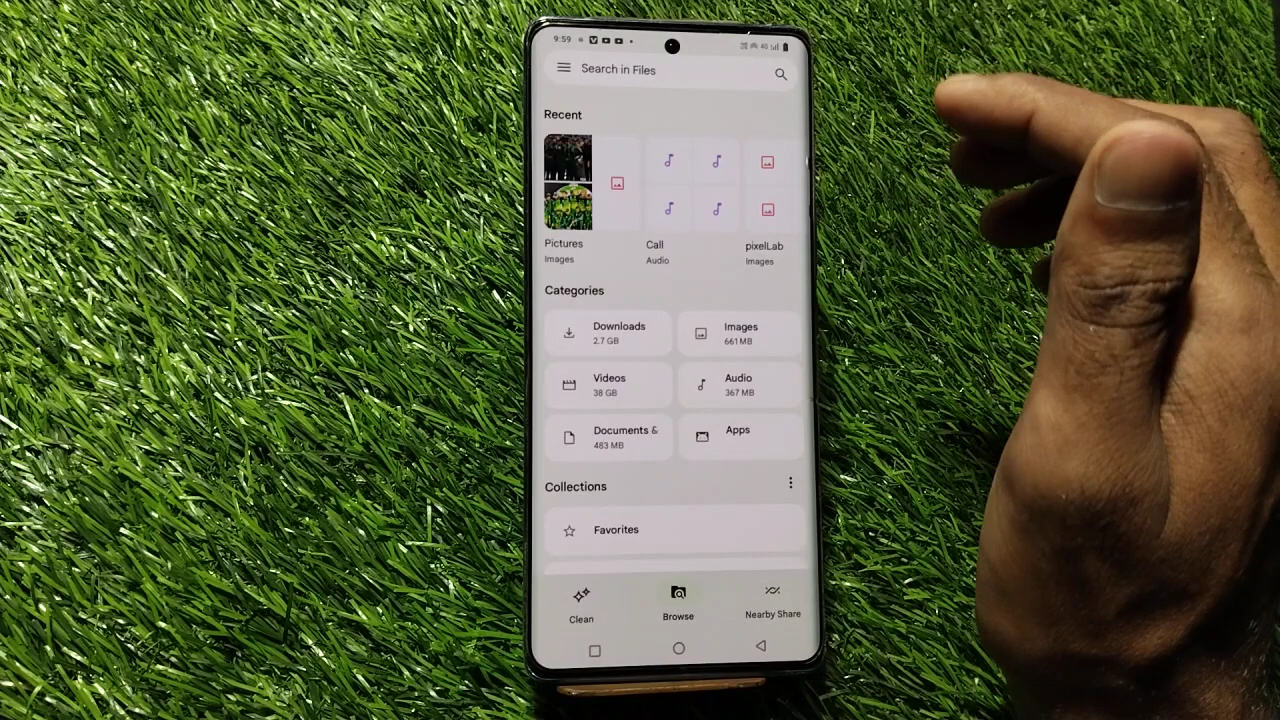 9:59
4G
Search in Files
Recent
Pictures
Images
Call
Audio
pixelLab
Images
Categories
Downloads
2.7 GB
Images
661 MB
Videos
38 GB
Audio
367 MB
Documents &
483 MB
Apps
Collections
Favorites
Clean
Browse
Nearby Share